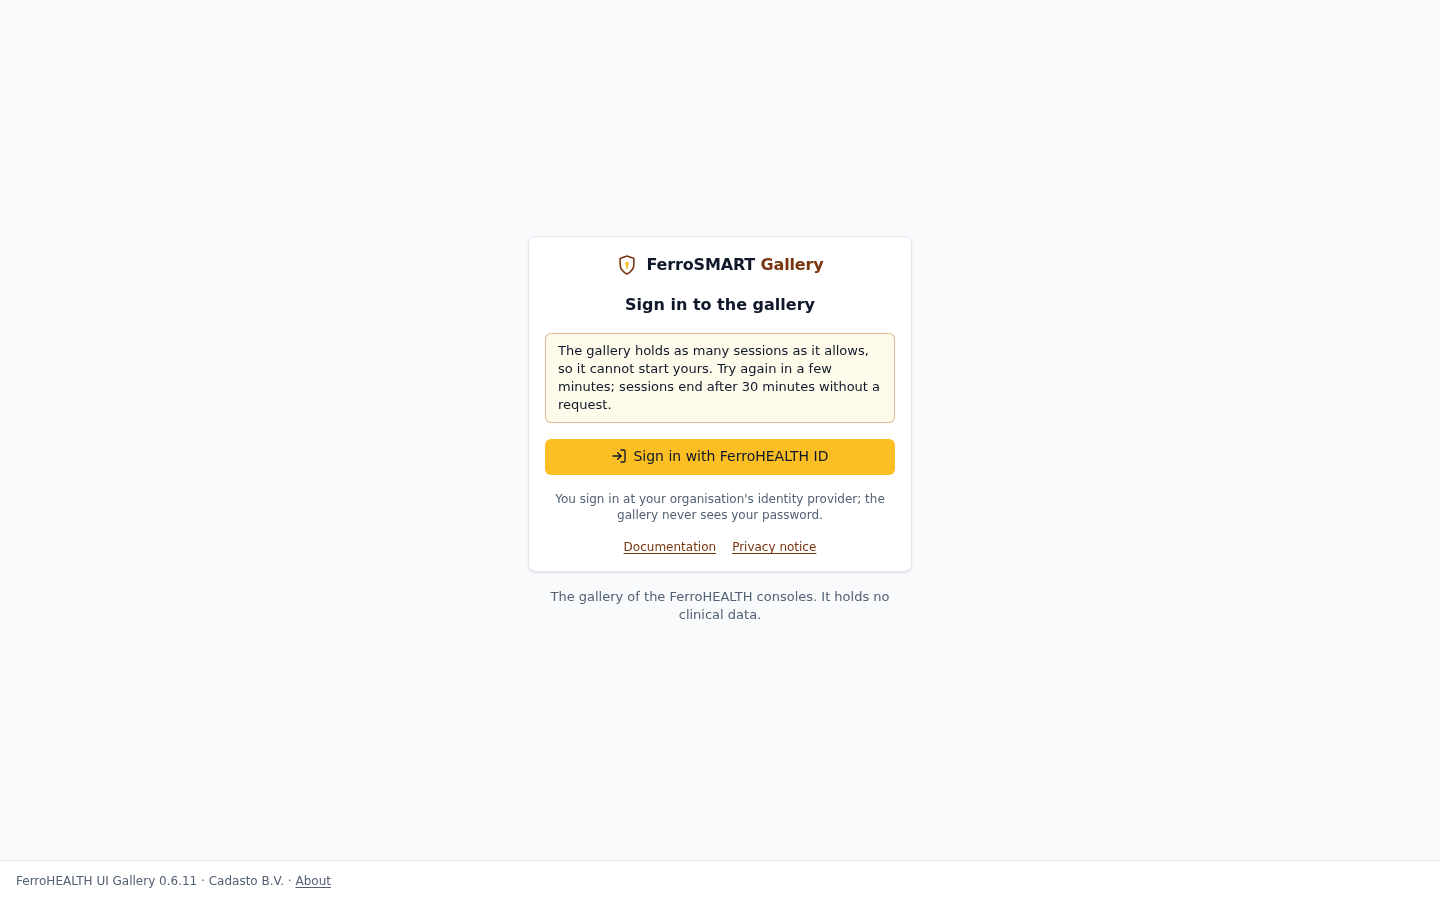 FerroSMART Gallery
Sign in to the gallery
The gallery holds as many sessions as it allows,
so it cannot start yours. Try again in a few
minutes; sessions end after 30 minutes without a
request.
Sign in with FerroHEALTH ID
You sign in at your organisation's identity provider; the
gallery never sees your password.
Documentation Privacy notice
The gallery of the FerroHEALTH consoles. It holds no
clinical data.
FerroHEALTH UI Gallery 0.6.11 · Cadasto B.V. · About